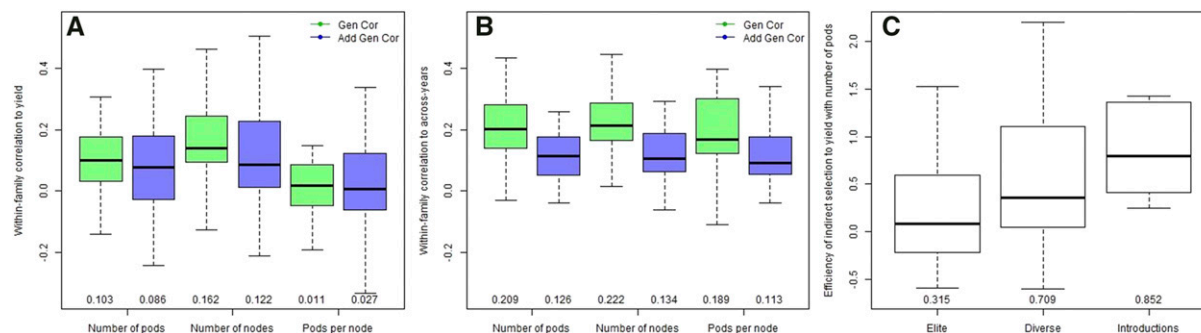 A
Gen Cor
Add Gen Cor
Within-family correlation to yield
0.4
0.2
0.0
-0.2
0.103 0.086 0.162 0.122 0.011 0.027
Number of pods Number of nodes Pods per node
B
Gen Cor
Add Gen Cor
Within-family correlation to across-years
0.4
0.2
0.0
-0.2
0.209 0.126 0.222 0.134 0.189 0.113
Number of pods Number of nodes Pods per node
C
Efficiency of indirect selection to yield with number of pods
2.0
1.5
1.0
0.5
0.0
-0.5
0.315 0.709 0.852
Elite Diverse Introductions